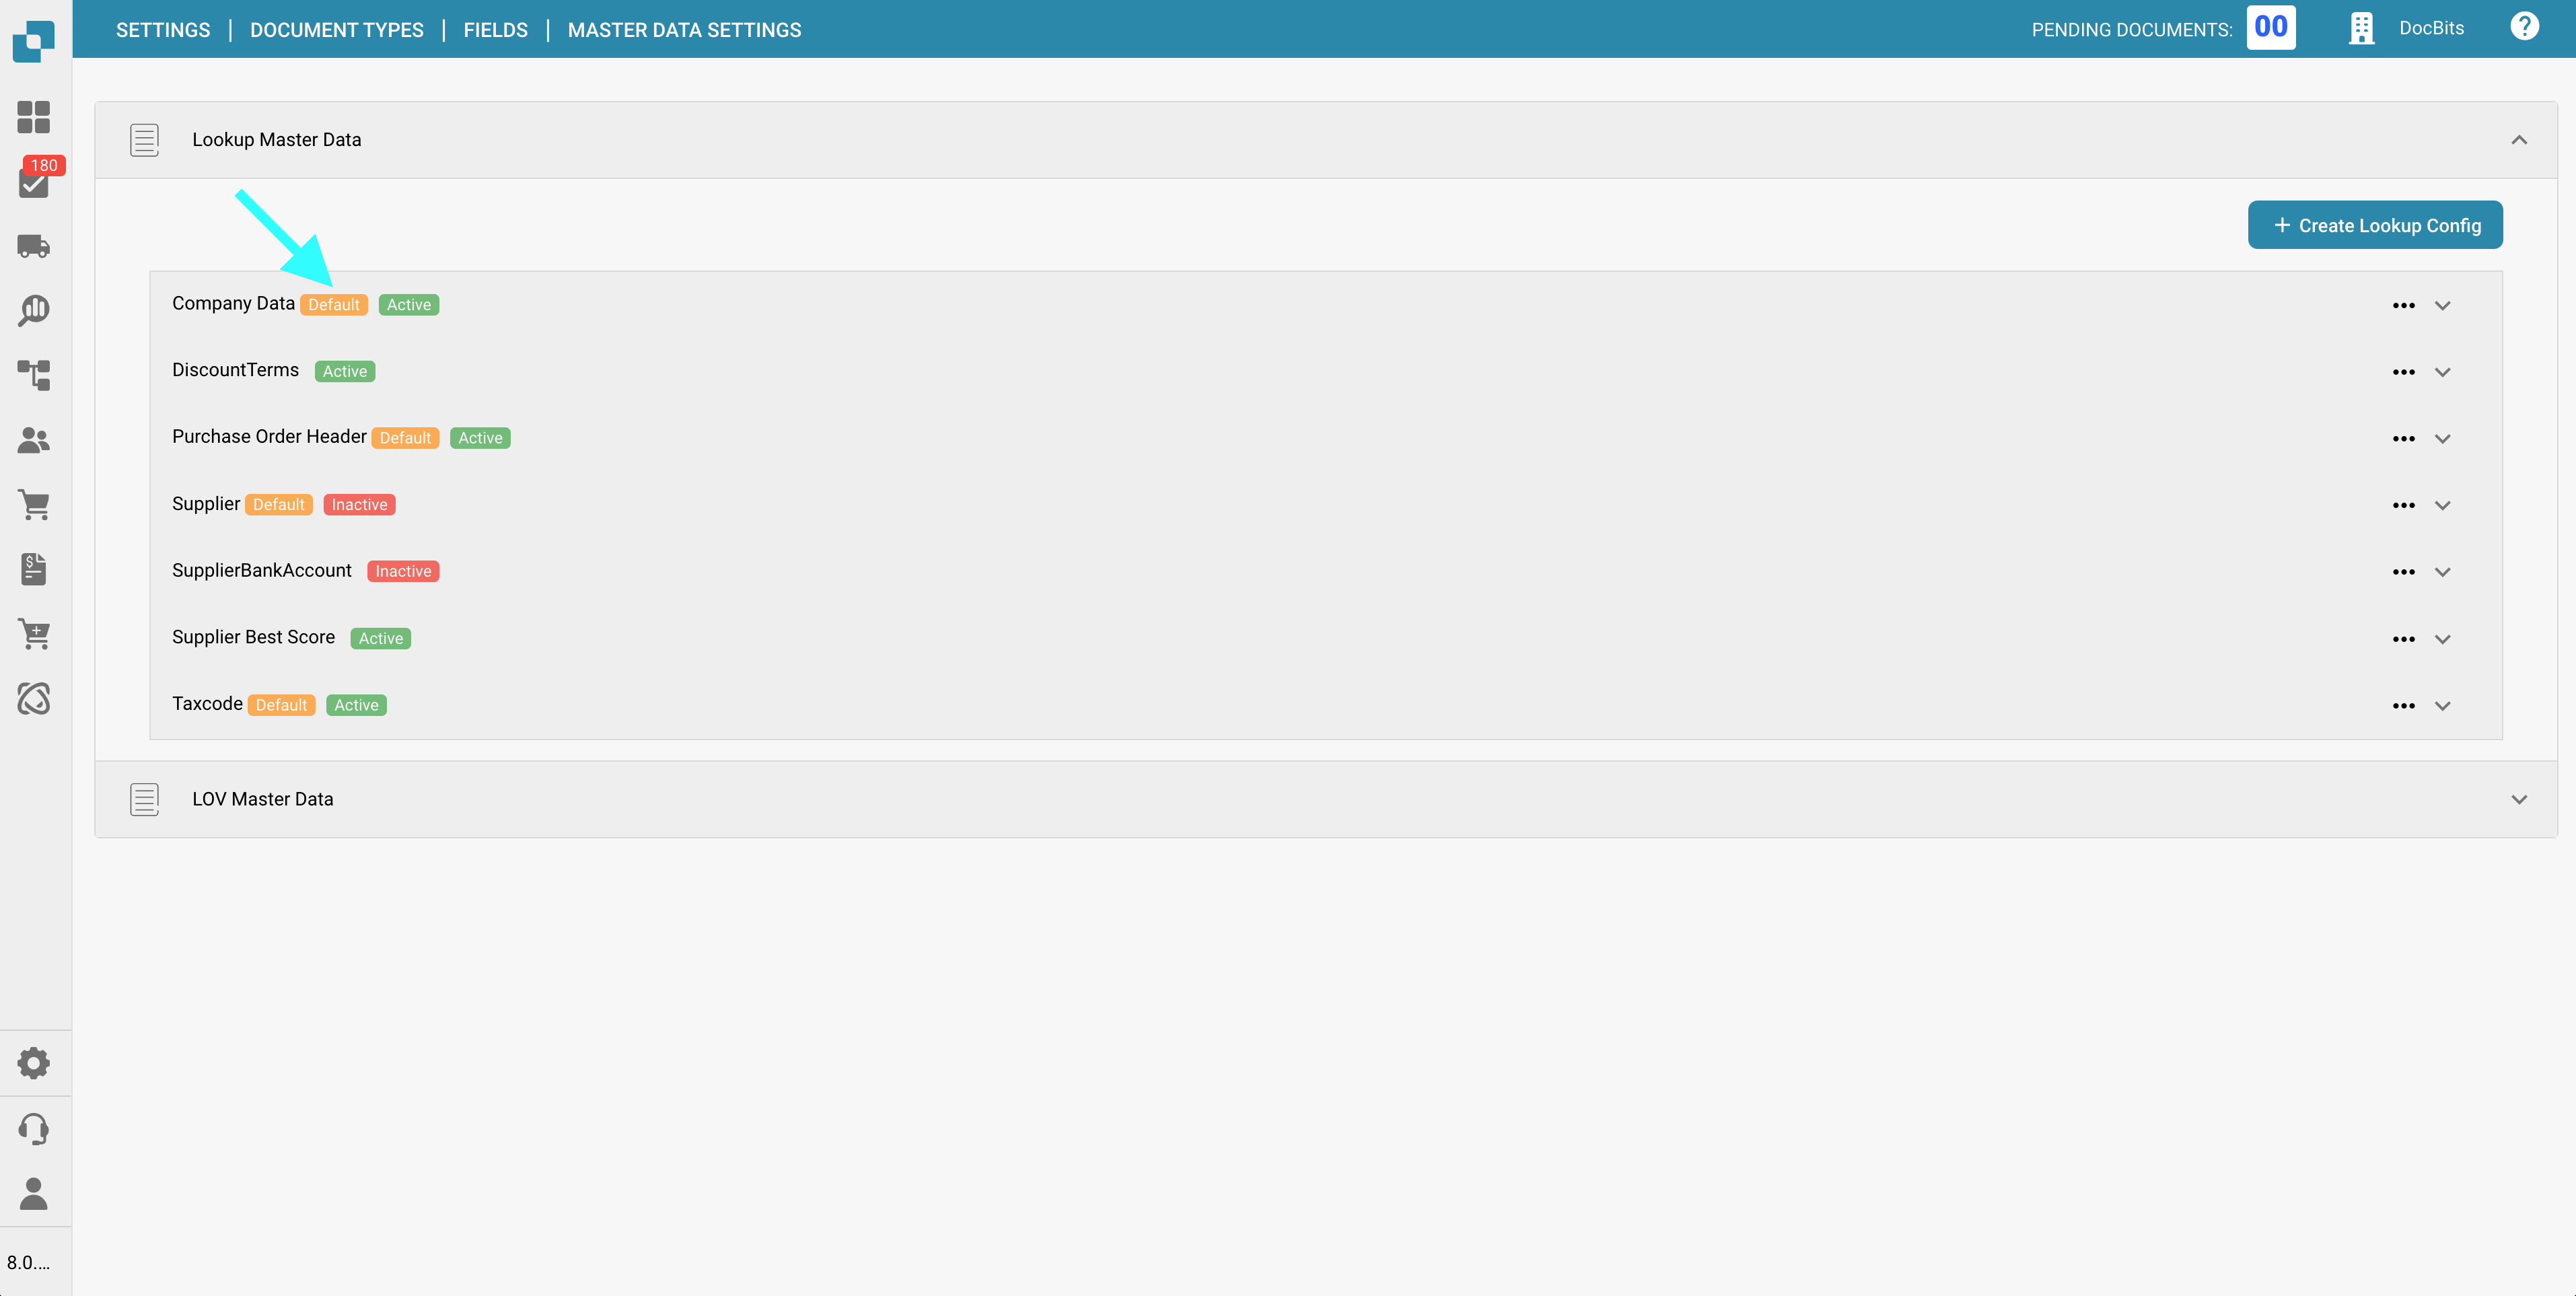 SETTINGS | DOCUMENT TYPES | FIELDS | MASTER DATA SETTINGS
PENDING DOCUMENTS: 00 DocBits ?
180
Lookup Master Data
+ Create Lookup Config
Company Data Default Active
DiscountTerms Active
Purchase Order Header Default Active
Supplier Default Inactive
SupplierBankAccount Inactive
Supplier Best Score Active
Taxcode Default Active
LOV Master Data
8.0....